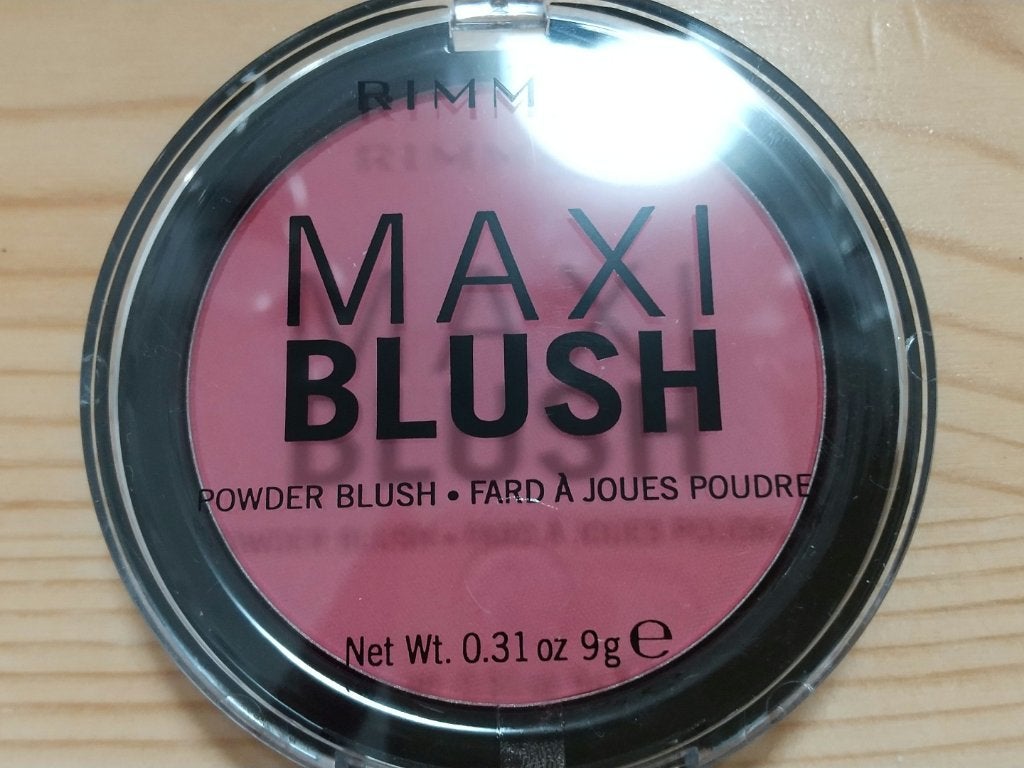 RIMM
MAXI
BLUSH
POWDER BLUSH • FARD À JOUES POUDRE
Net Wt. 0.31 oz 9g ℮